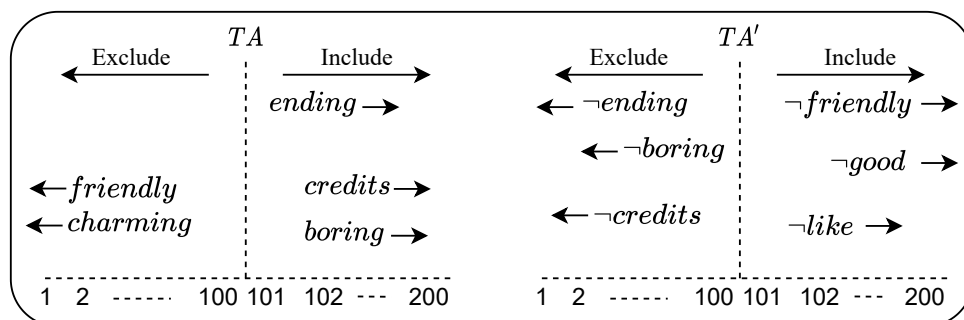 TA TA′
Exclude Include Exclude Include
ending ¬ending ¬friendly
¬boring ¬good
friendly credits
charming boring ¬credits ¬like
1 2 ------- 100 101 102 --- 200 1 2 ------- 100 101 102 --- 200